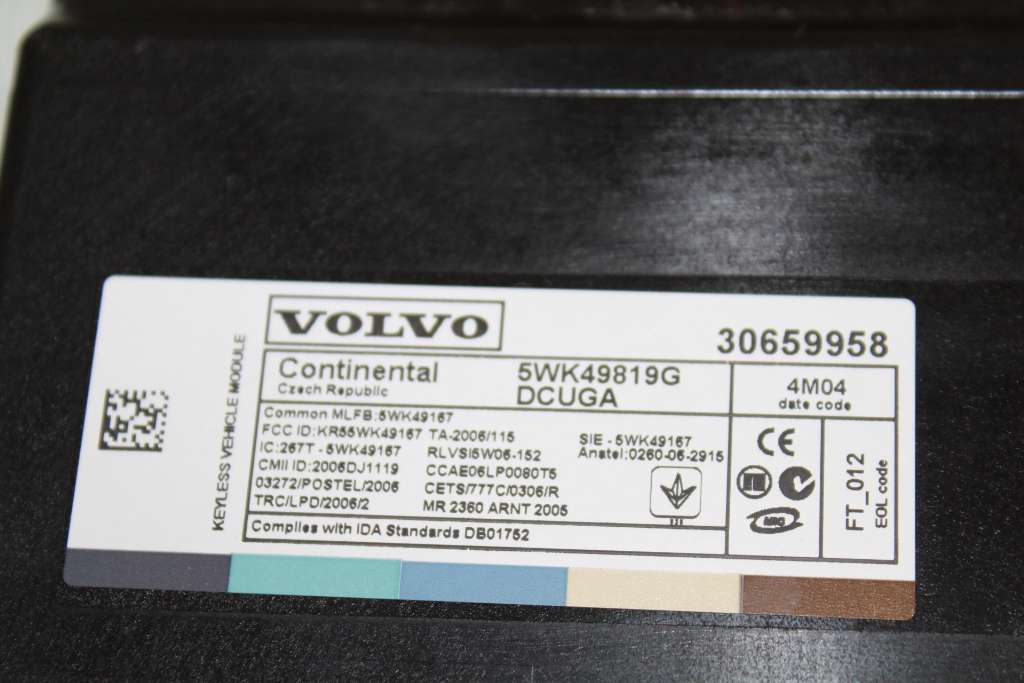 KEYLESS VEHICLE MODULE
VOLVO
30659958
Continental
Czech Republic
5WK49819G
DCUGA
4M04
date code
Common MLFB:5WK49167
FCC ID:KR55WK49167 TA-2006/115
IC:267T - 5WK49167 RLVSI5W06-152
CMII ID:2006DJ1119 CCAE06LP0080T5
03272/POSTEL/2006 CETS/777C/0306/R
TRC/LPD/2006/2 MR 2360 ARNT 2005
SIE - 5WK49167
Anatel:0260-06-2915
Complies with IDA Standards DB01752
CE
FT_012
EOL code